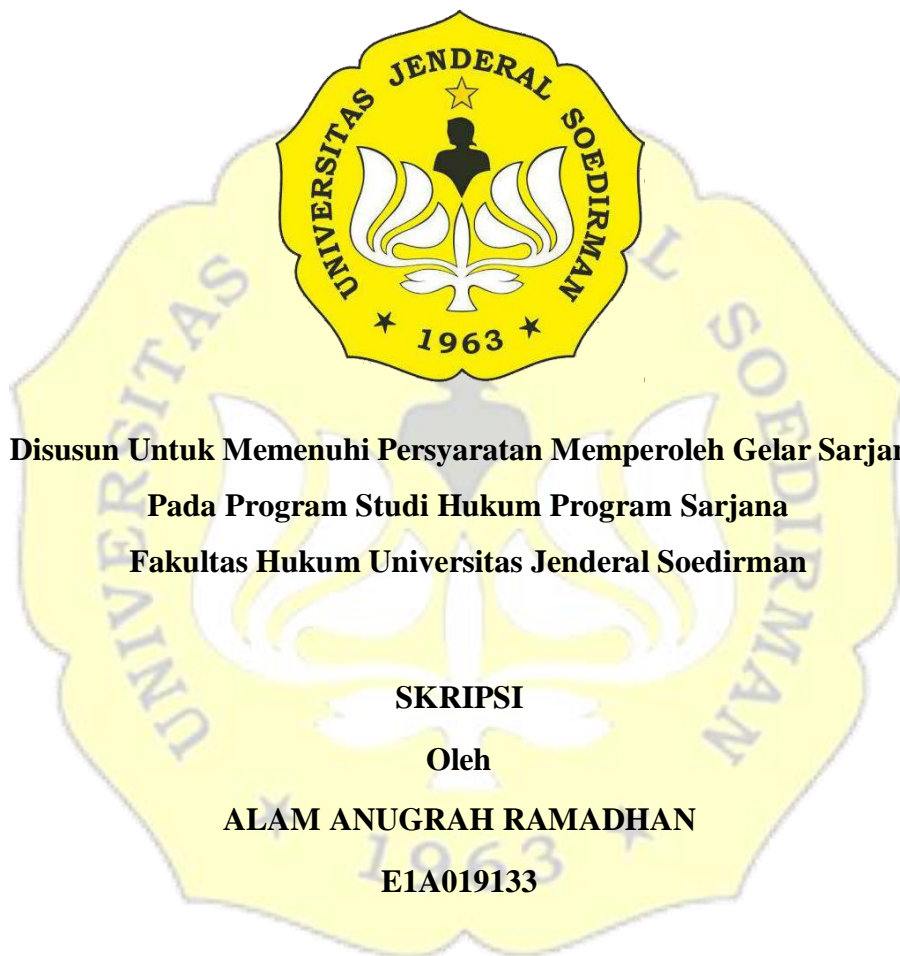 UNIVERSITAS JENDERAL SOEDIRMAN
★ 1963 ★
Disusun Untuk Memenuhi Persyaratan Memperoleh Gelar Sarjan
Pada Program Studi Hukum Program Sarjana
Fakultas Hukum Universitas Jenderal Soedirman
SKRIPSI
Oleh
ALAM ANUGRAH RAMADHAN
E1A019133